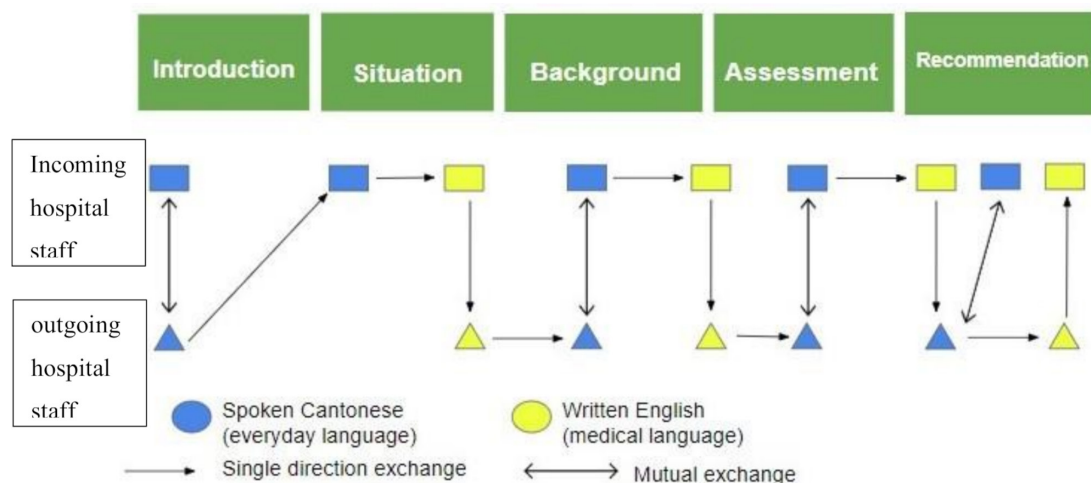 Introduction
Situation
Background
Assessment
Recommendation
Incoming
hospital
staff
outgoing
hospital
staff
Spoken Cantonese
(everyday language)
Written English
(medical language)
Single direction exchange
Mutual exchange